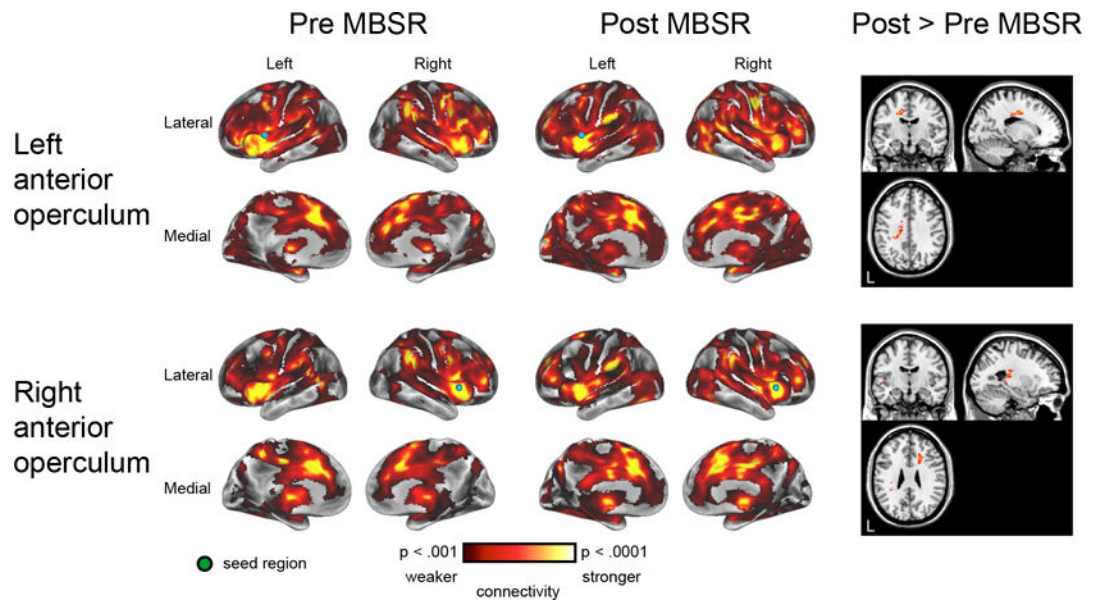 Pre MBSR
Post MBSR
Post > Pre MBSR
Left
Right
Left
Right
Left
anterior
operculum
Lateral
Medial
L
Right
anterior
operculum
Lateral
Medial
L
seed region
p < .001
p < .0001
weaker
stronger
connectivity